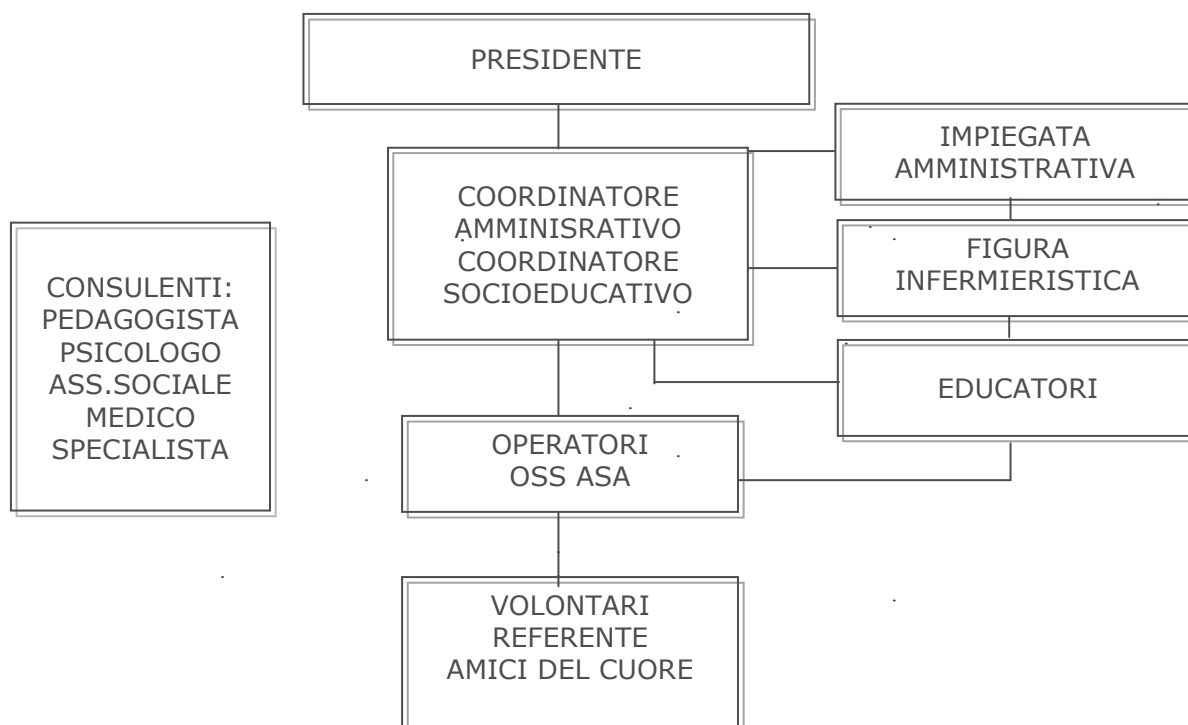 PRESIDENTE
IMPIEGATA
AMMINISTRATIVA
COORDINATORE
AMMINISRATIVO
COORDINATORE
SOCIOEDUCATIVO
FIGURA
INFERMIERISTICA
CONSULENTI:
PEDAGOGISTA
PSICOLOGO
ASS.SOCIALE
MEDICO
SPECIALISTA
EDUCATORI
OPERATORI
OSS ASA
VOLONTARI
REFERENTE
AMICI DEL CUORE